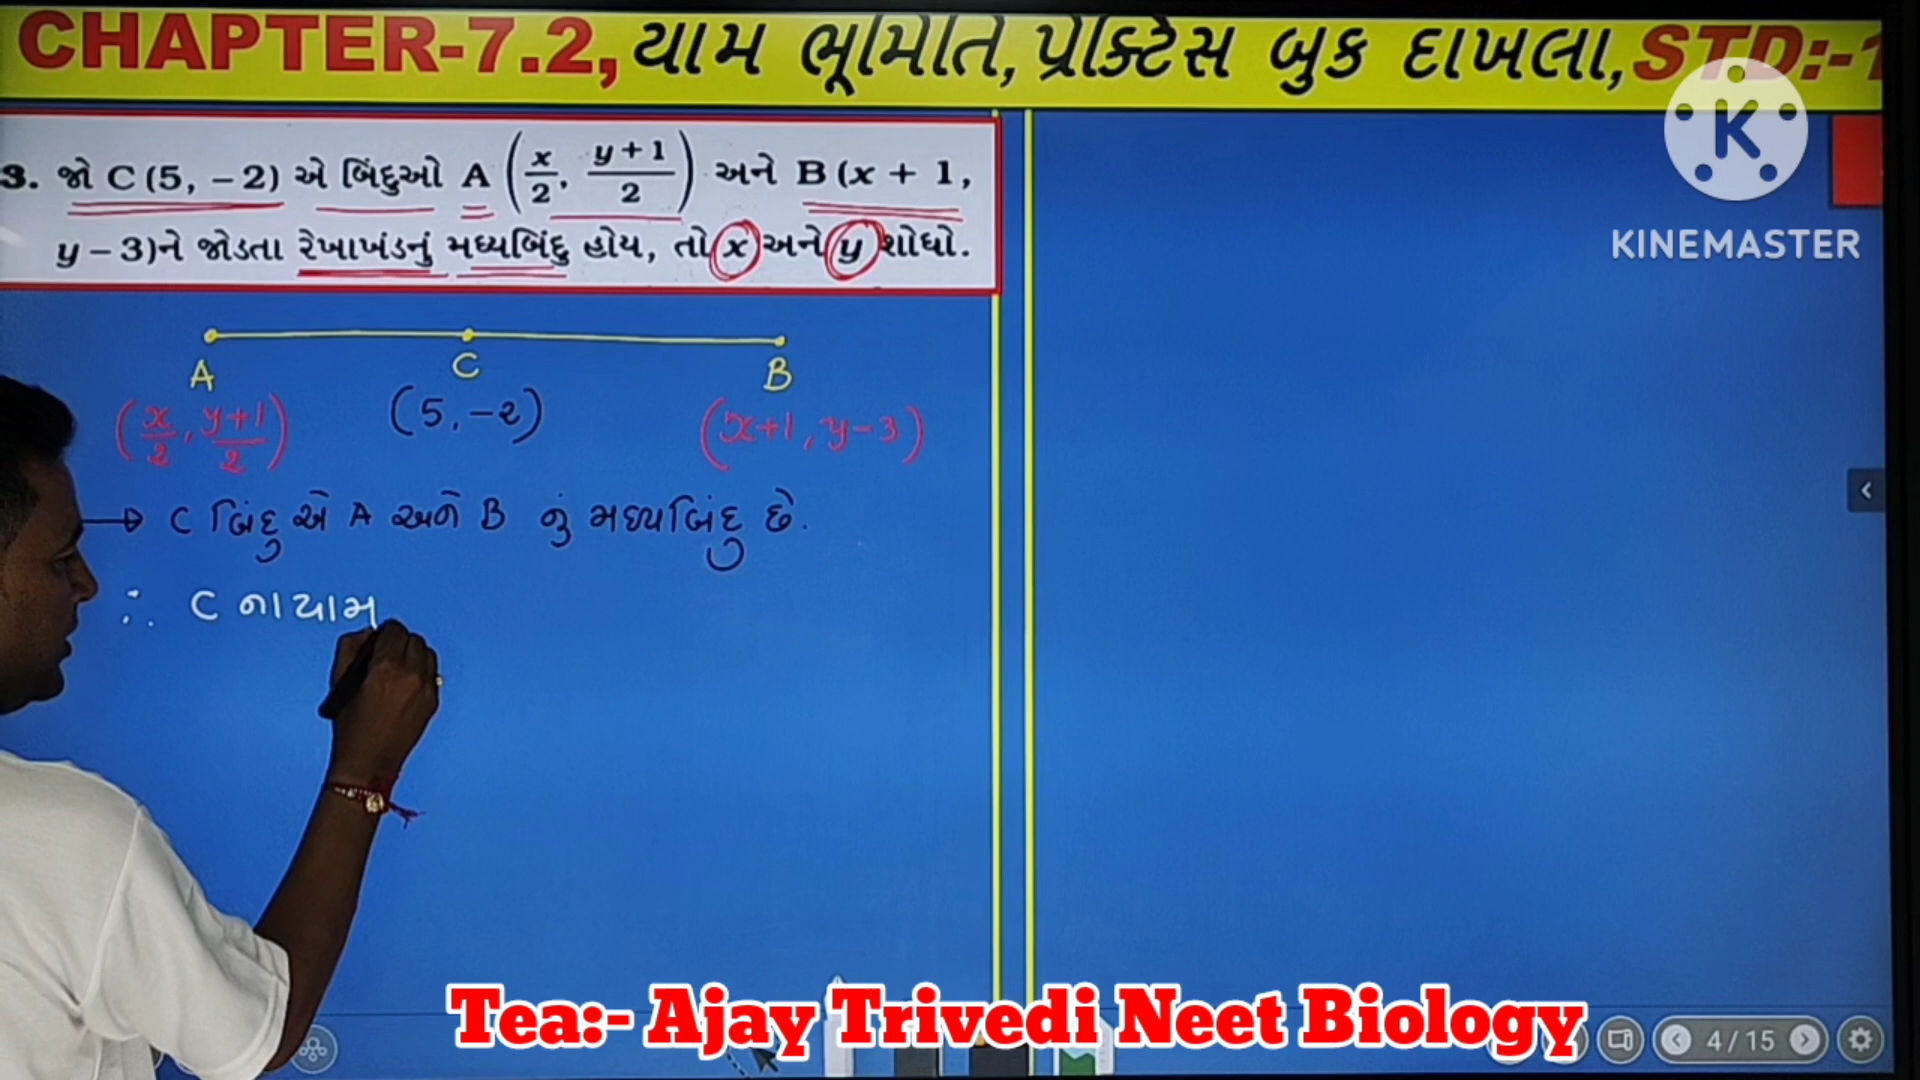 CHAPTER-7.2, યામ ભૂમિતિ, પ્રેક્ટિસ બુક દાખલા, STD:-1
KINEMASTER
3. જો C (5, – 2) એ બિંદુઓ A (x/2, y + 1/2) અને B (x + 1,
y – 3)ને જોડતા રેખાખંડનું મધ્યબિંદુ હોય, તો x અને y શોધો.
A C B
(x/2, y+1/2) (5, -2) (x+1, y-3)
→ C બિંદુ એ A અને B નું મધ્યબિંદુ છે.
∴ C ના યામ
Tea:- Ajay Trivedi Neet Biology
4 / 15